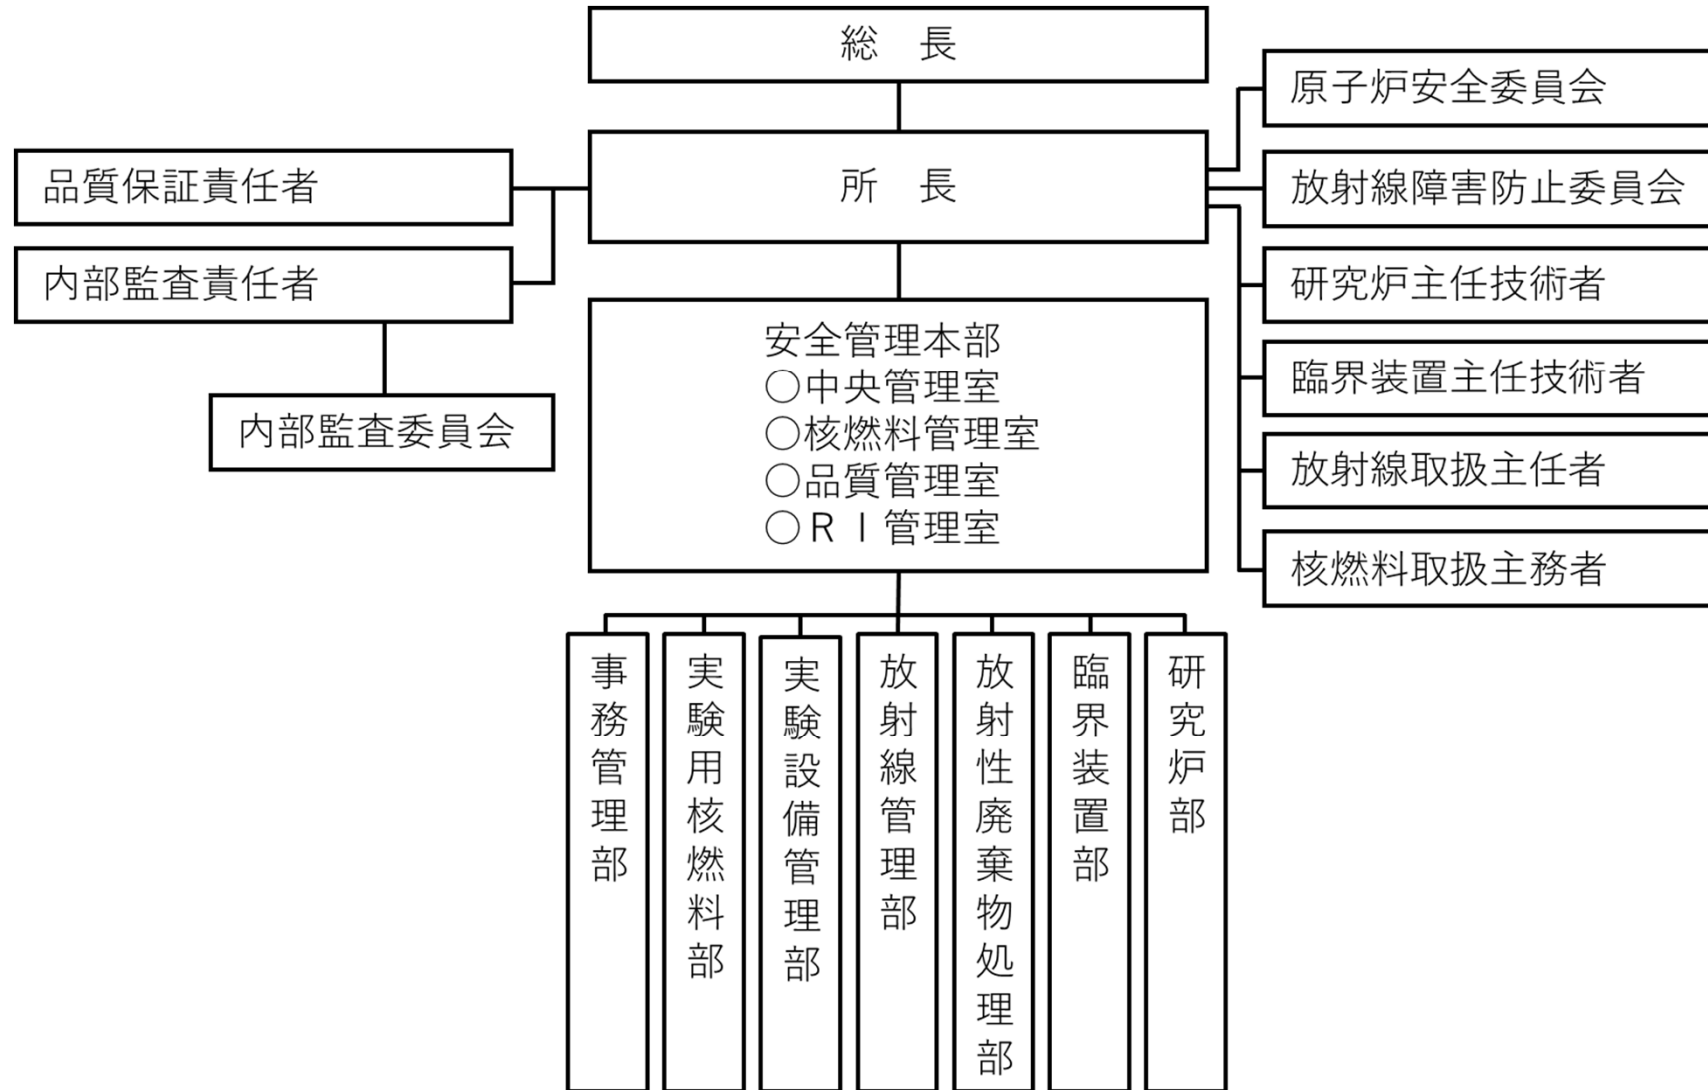 総　長
所　長
品質保証責任者
内部監査責任者
内部監査委員会
原子炉安全委員会
放射線障害防止委員会
研究炉主任技術者
臨界装置主任技術者
放射線取扱主任者
核燃料取扱主務者
安全管理本部
○中央管理室
○核燃料管理室
○品質管理室
○ＲＩ管理室
事務管理部
実験用核燃料部
実験設備管理部
放射線管理部
放射性廃棄物処理部
臨界装置部
研究炉部